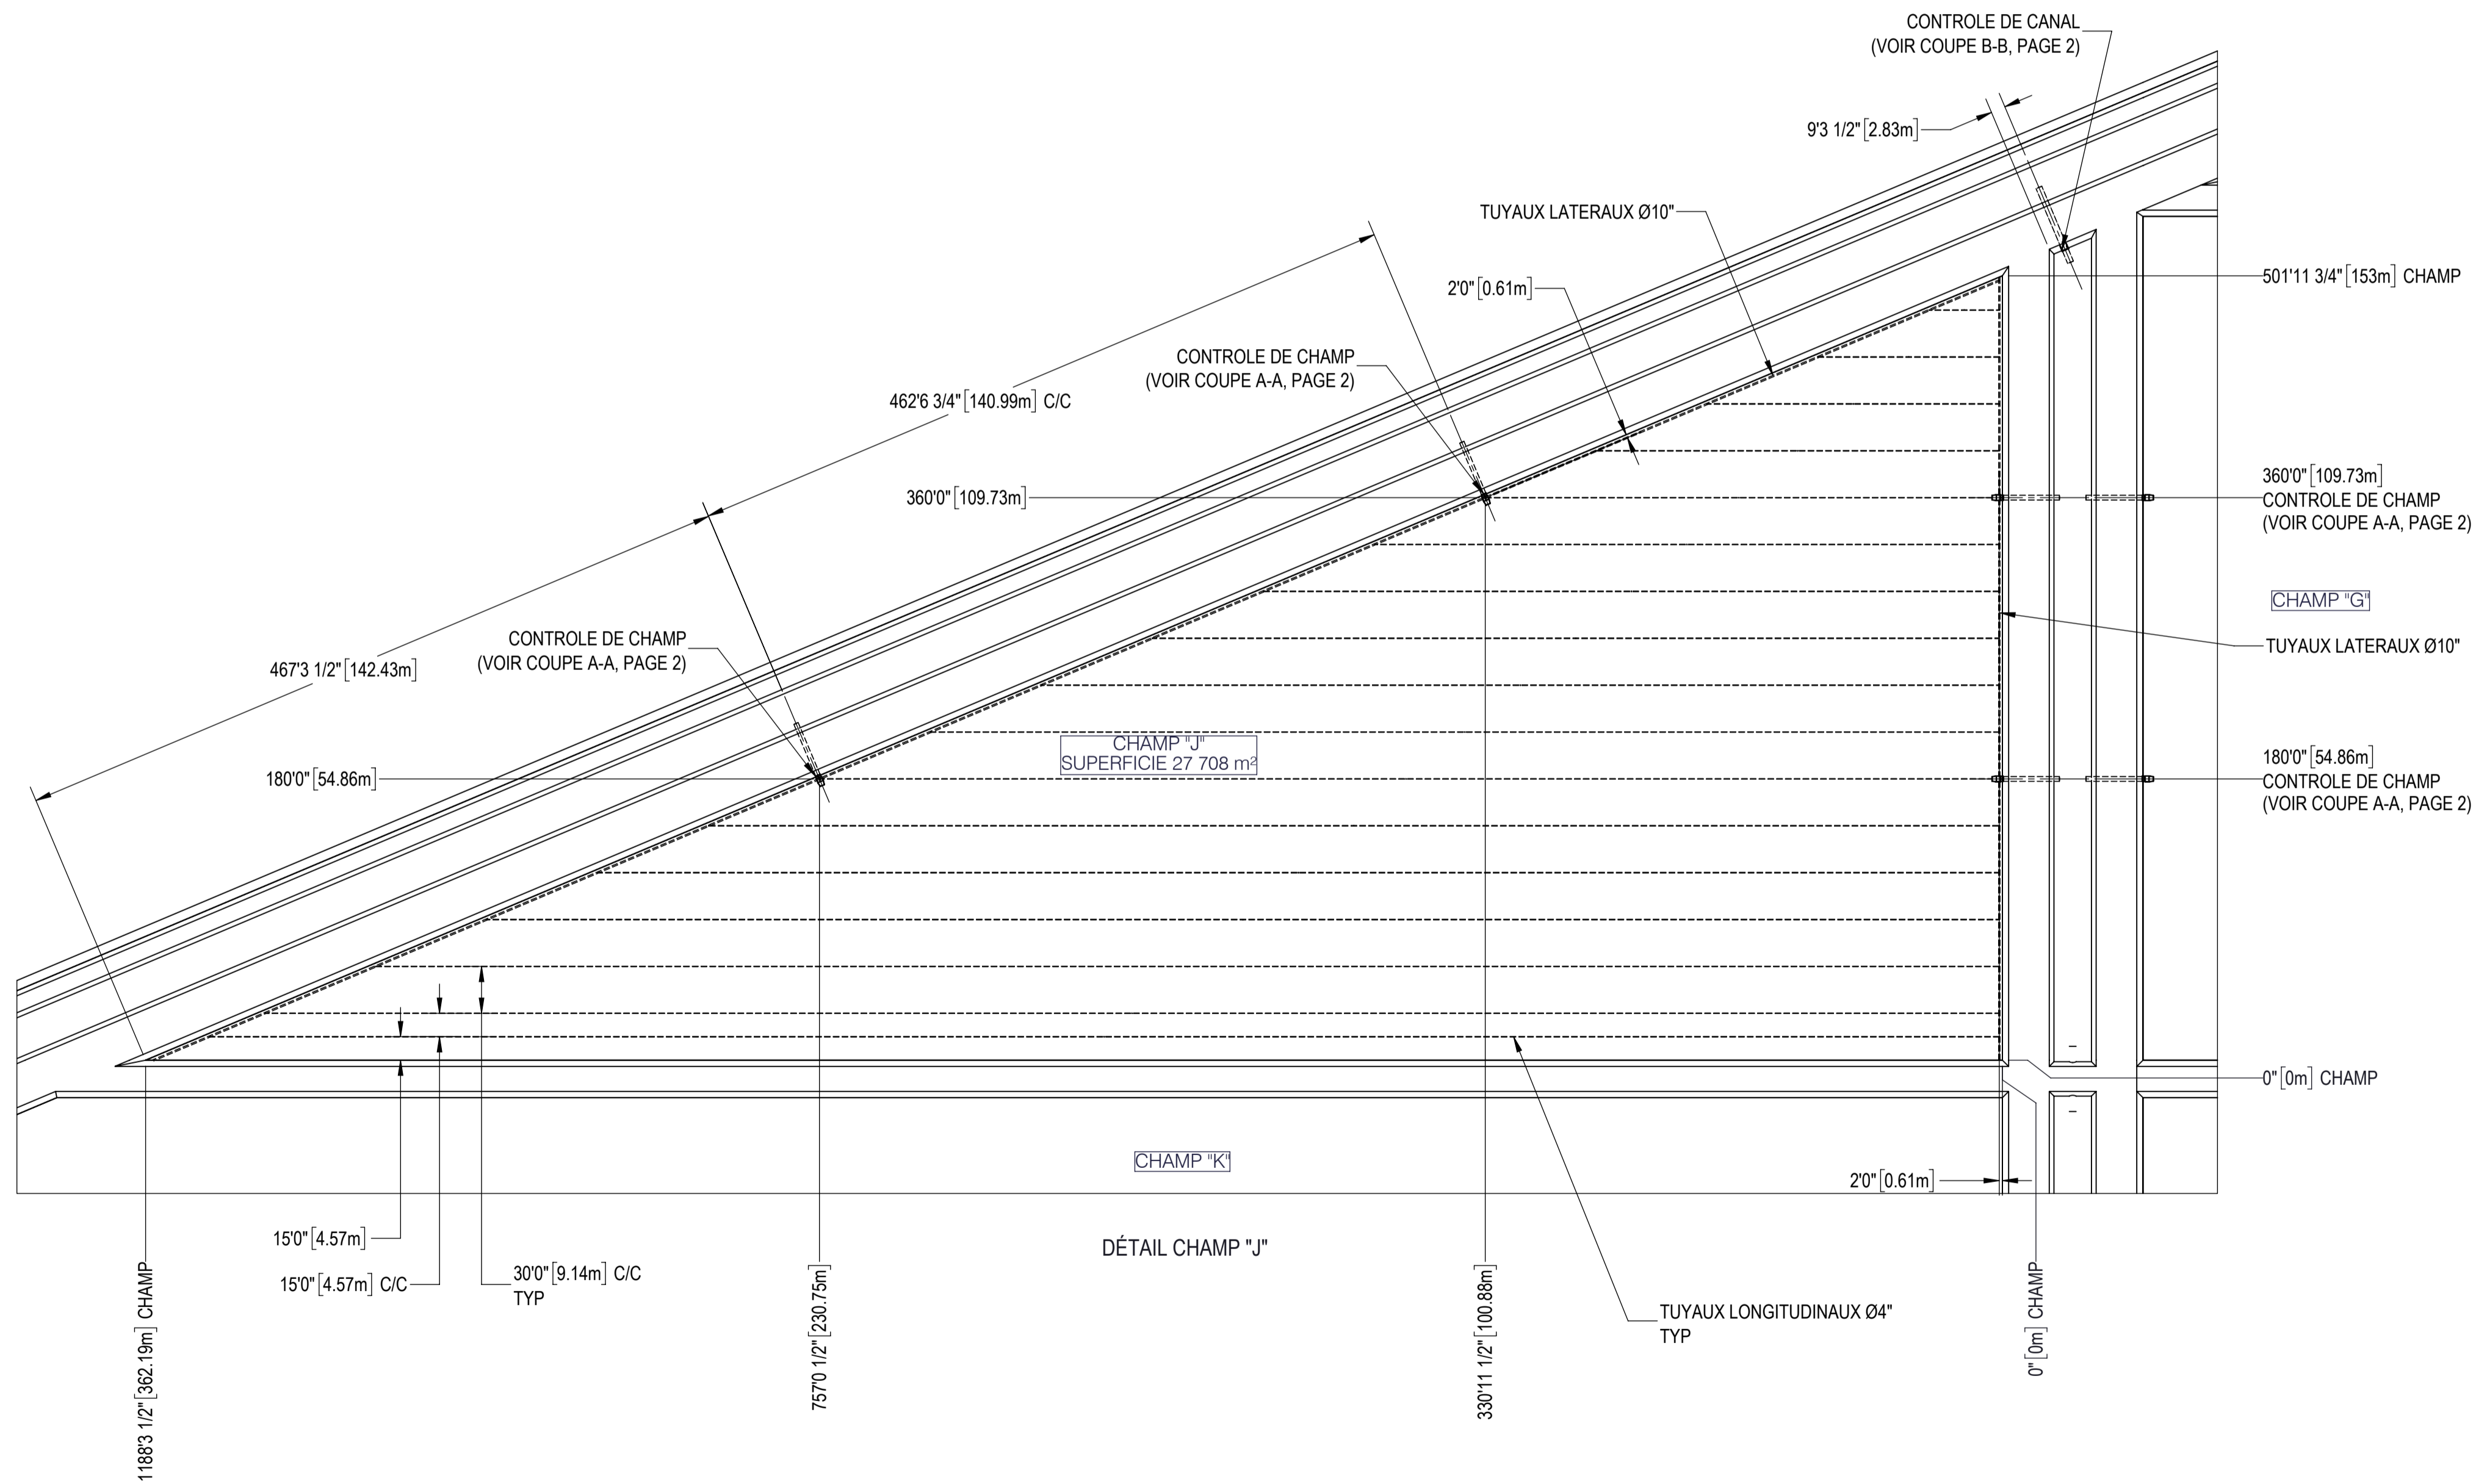 CONTROLE DE CANAL
(VOIR COUPE B-B, PAGE 2)
9'3 1/2" [2.83m]
TUYAUX LATERAUX Ø10"
2'0" [0.61m]
501'11 3/4" [153m] CHAMP
CONTROLE DE CHAMP
(VOIR COUPE A-A, PAGE 2)
462'6 3/4" [140.99m] C/C
360'0" [109.73m]
360'0" [109.73m]
CONTROLE DE CHAMP
(VOIR COUPE A-A, PAGE 2)
CHAMP "G"
TUYAUX LATERAUX Ø10"
CONTROLE DE CHAMP
(VOIR COUPE A-A, PAGE 2)
467'3 1/2" [142.43m]
CHAMP "J"
SUPERFICIE 27 708 m²
180'0" [54.86m]
180'0" [54.86m]
CONTROLE DE CHAMP
(VOIR COUPE A-A, PAGE 2)
0" [0m] CHAMP
CHAMP "K"
2'0" [0.61m]
15'0" [4.57m]
DÉTAIL CHAMP "J"
15'0" [4.57m] C/C
30'0" [9.14m] C/C
TYP
TUYAUX LONGITUDINAUX Ø4"
TYP
1188'3 1/2" [362.19m] CHAMP
757'0 1/2" [230.75m]
330'11 1/2" [100.88m]
0" [0m] CHAMP